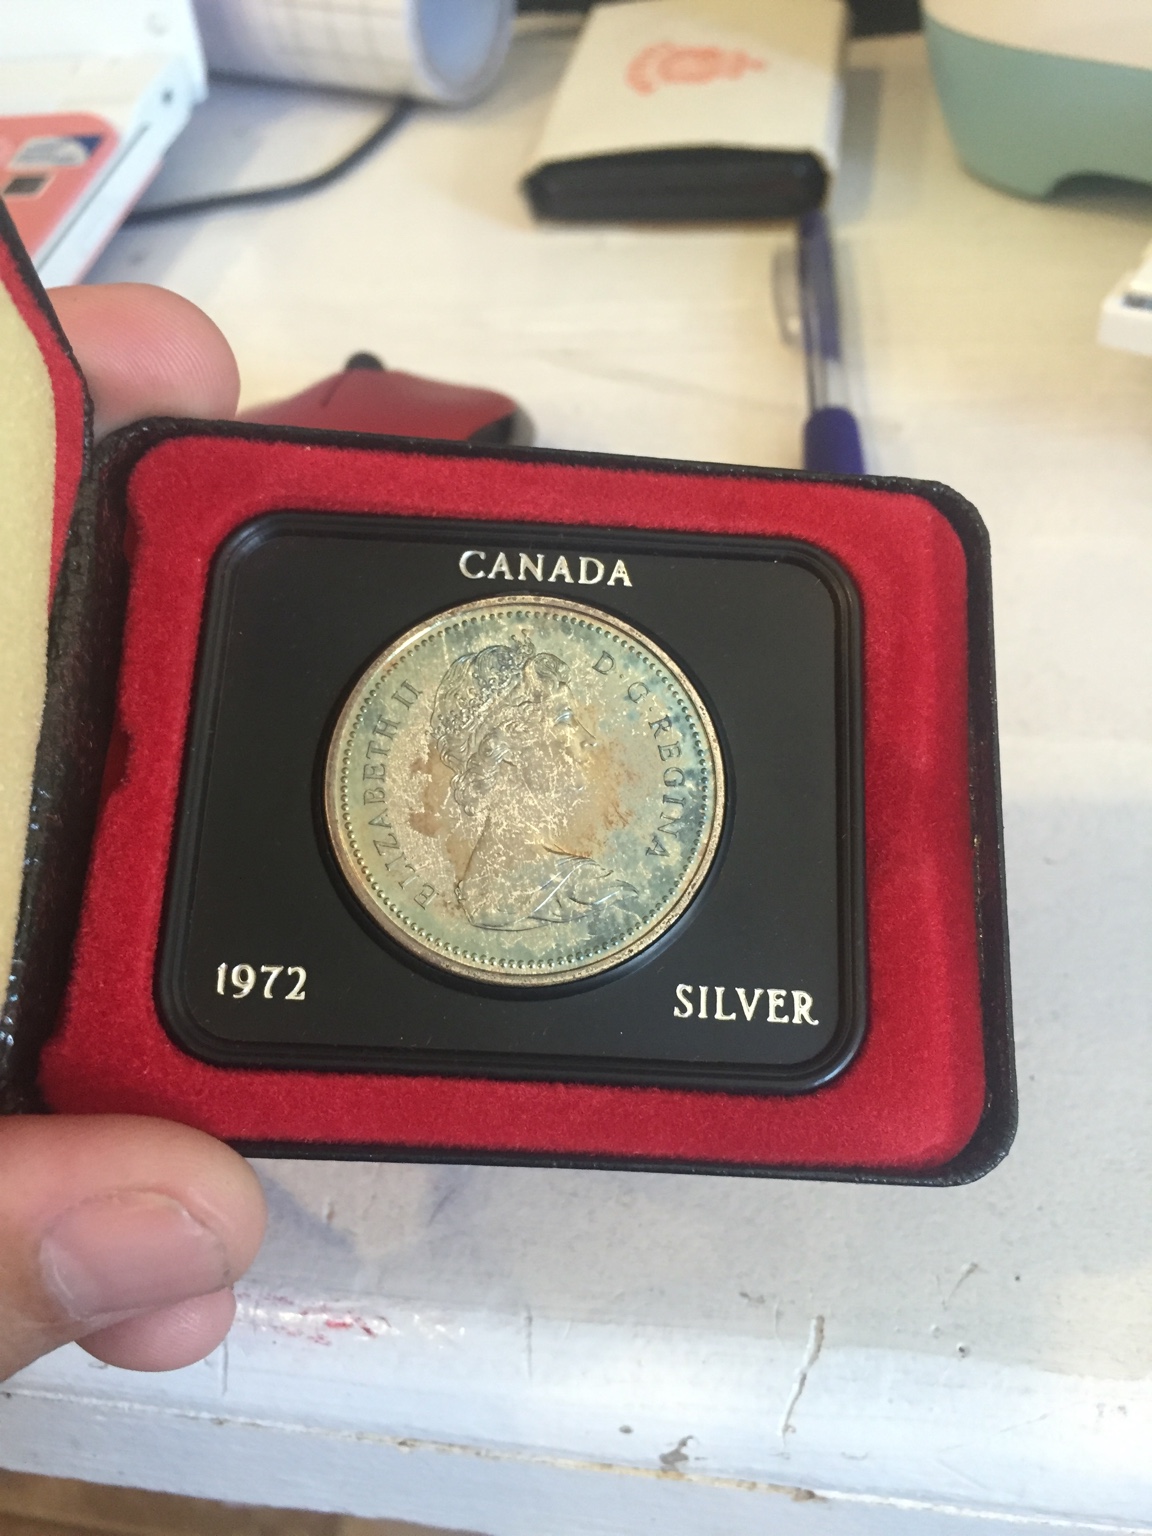 CANADA
ELIZABETH II D·G·REGINA
1972
SILVER